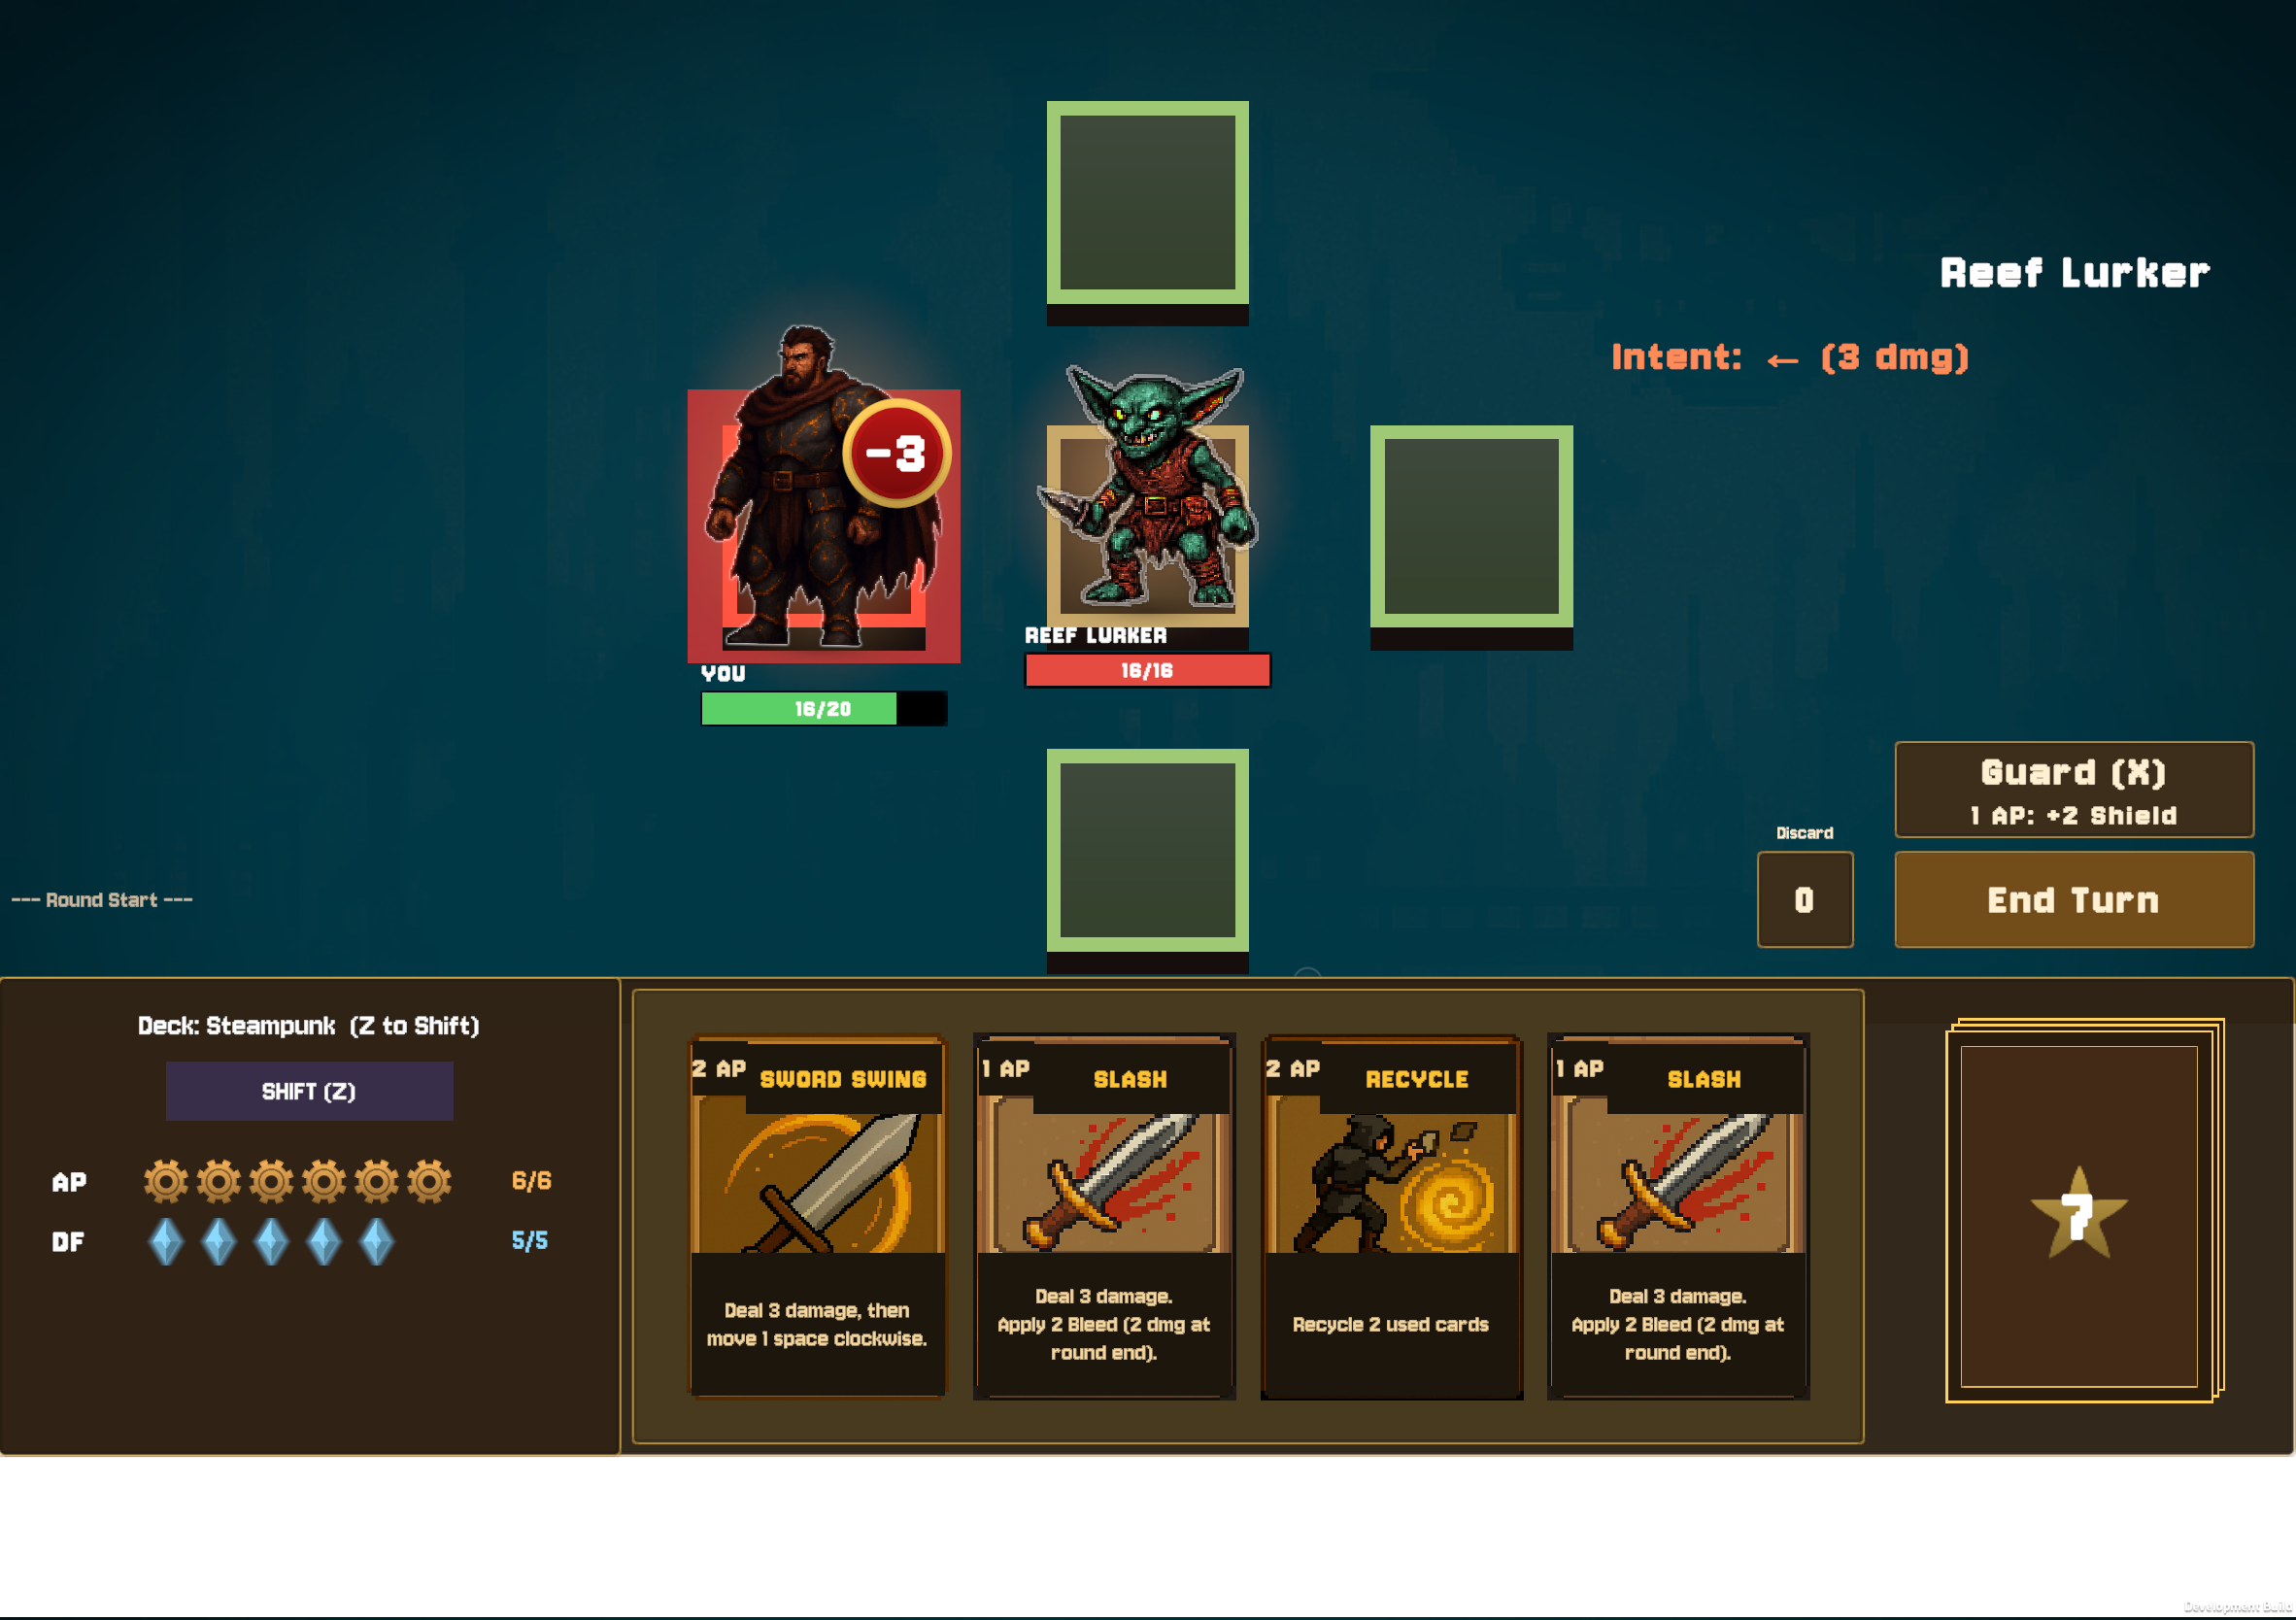 Reef Lurker
Intent: ← (3 dmg)
-3
REEF LURKER
16/16
YOU
16/20
Guard (X)
1 AP: +2 Shield
Discard
0
End Turn
--- Round Start ---
Deck: Steampunk (Z to Shift)
SHIFT (Z)
AP
6/6
DF
5/5
2 AP
SWORD SWING
Deal 3 damage, then
move 1 space clockwise.
1 AP
SLASH
Deal 3 damage.
Apply 2 Bleed (2 dmg at
round end).
2 AP
RECYCLE
Recycle 2 used cards
1 AP
SLASH
Deal 3 damage.
Apply 2 Bleed (2 dmg at
round end).
7
Development Build